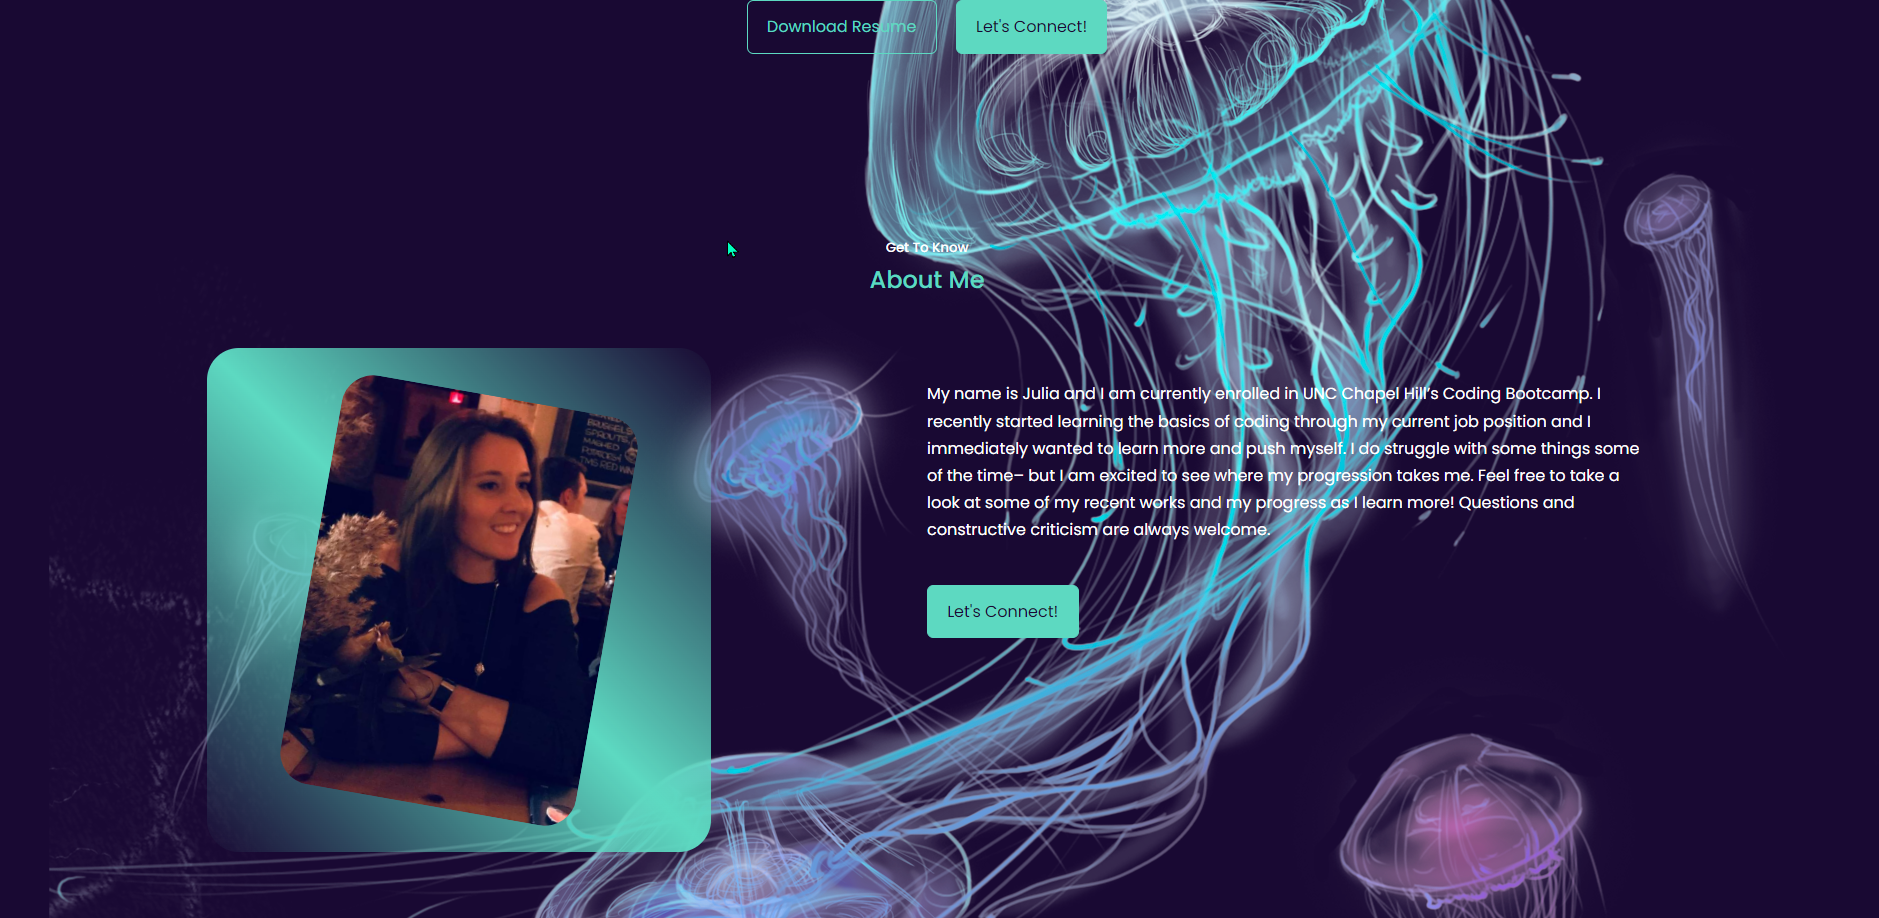 Download Resume
Let's Connect!
Get To Know
About Me
My name is Julia and I am currently enrolled in UNC Chapel Hill's Coding Bootcamp. I
recently started learning the basics of coding through my current job position and I
immediately wanted to learn more and push myself. I do struggle with some things some
of the time– but I am excited to see where my progression takes me. Feel free to take a
look at some of my recent works and my progress as I learn more! Questions and
constructive criticism are always welcome.
Let's Connect!
BRUSSELS
SPROUTS
MASHED